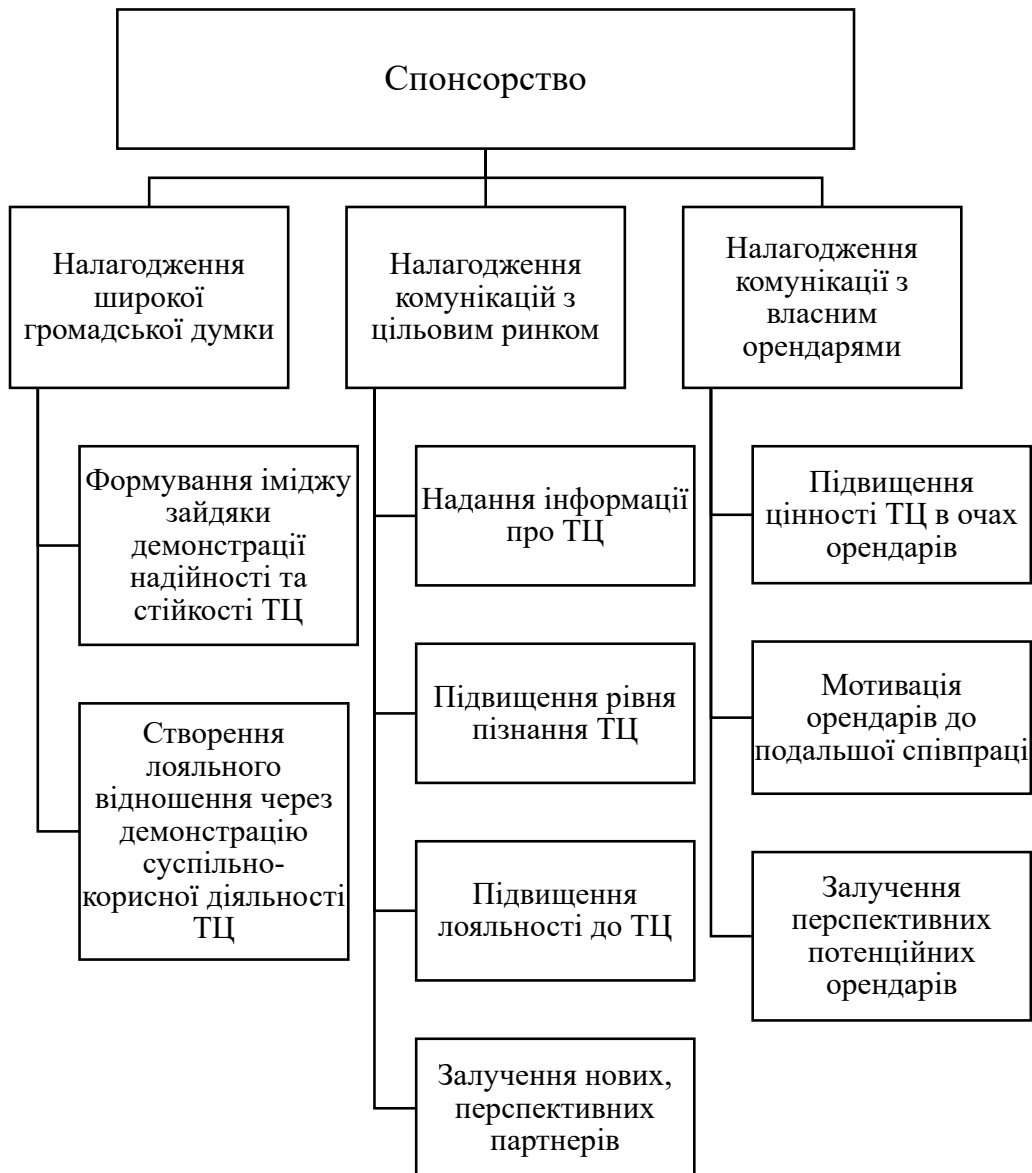 Спонсорство
Налагодження
широкої
громадської думки
Формування іміджу
зайдяки
демонстрації
надійності та
стійкості ТЦ
Створення
лояльного
відношення через
демонстрацію
суспільно-
корисної діяльності
ТЦ
Налагодження
комунікацій з
цільовим ринком
Надання інформації
про ТЦ
Підвищення рівня
пізнання ТЦ
Підвищення
лояльності до ТЦ
Залучення нових,
перспективних
партнерів
Налагодження
комунікації з
власним
орендарями
Підвищення
цінності ТЦ в очах
орендарів
Мотивація
орендарів до
подальшої співпраці
Залучення
перспективних
потенційних
орендарів